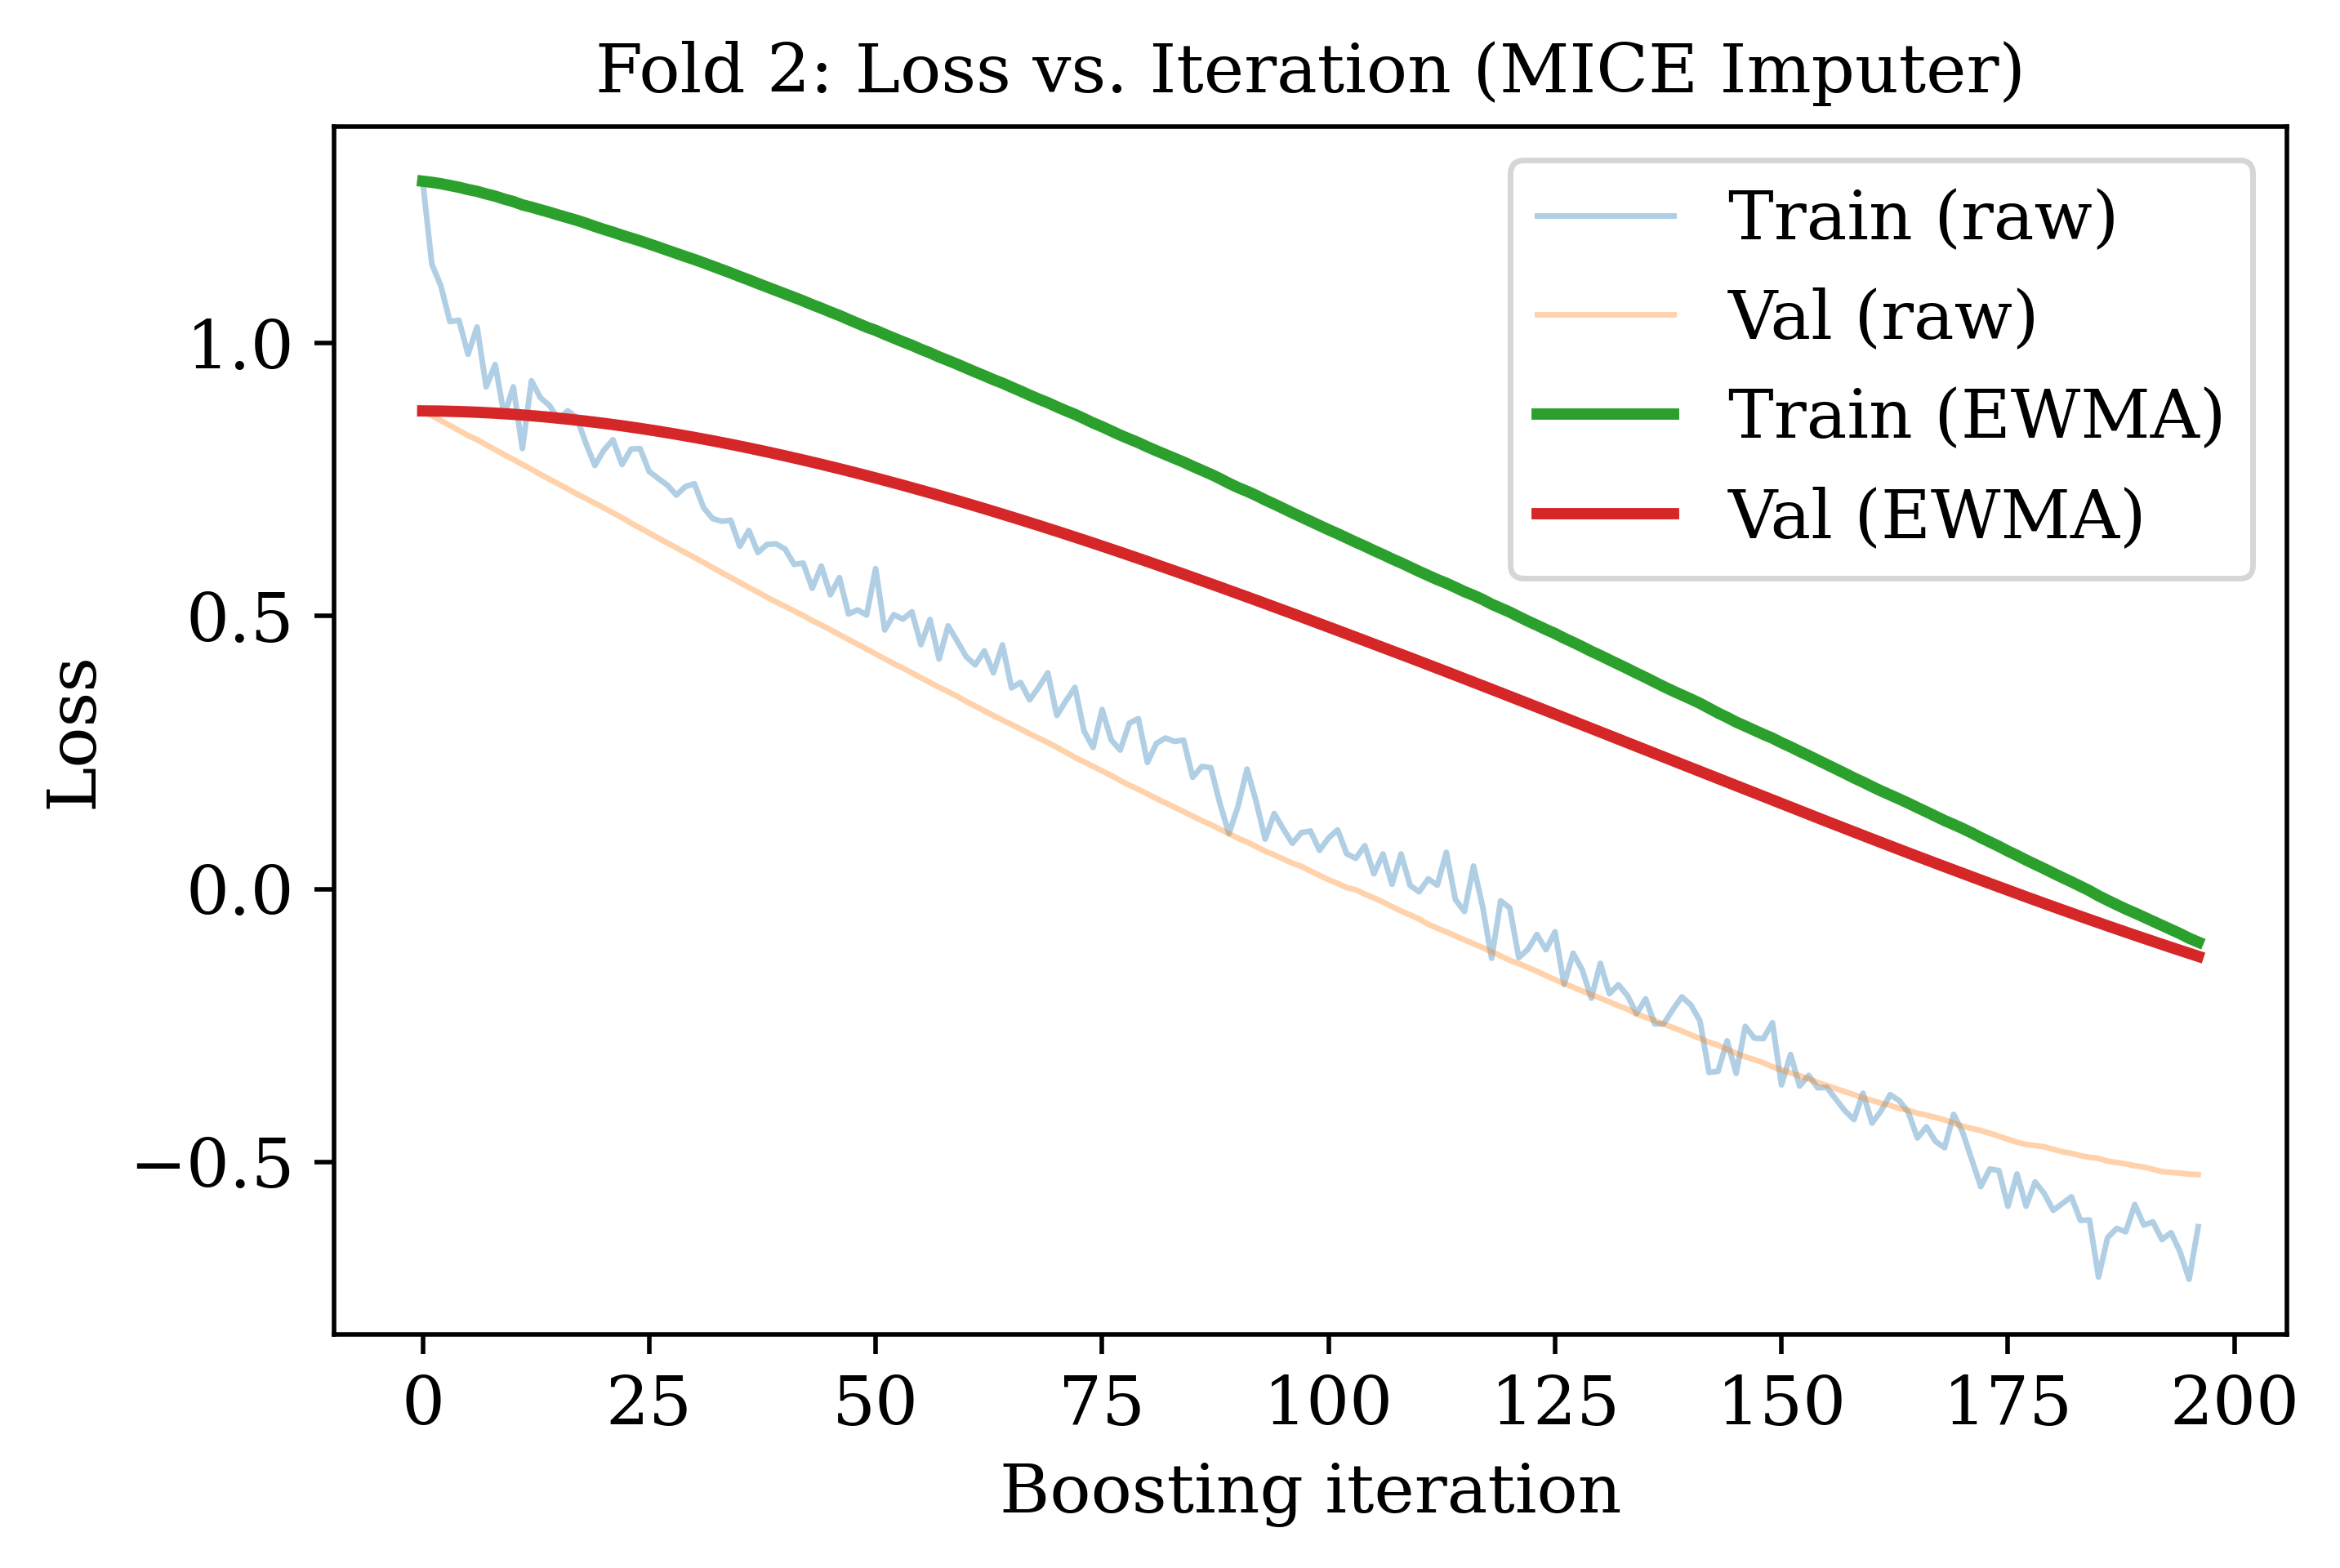 Fold 2: Loss vs. Iteration (MICE Imputer)
Train (raw)
Val (raw)
Train (EWMA)
Val (EWMA)
1.0
0.5
0.0
−0.5
Loss
0 25 50 75 100 125 150 175 200
Boosting iteration